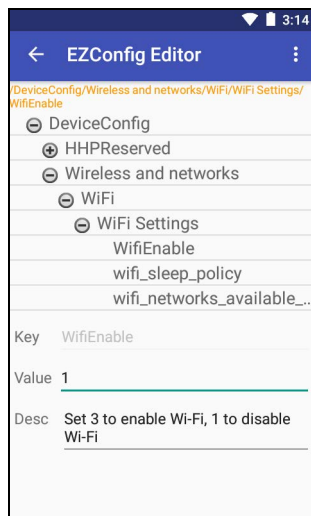 3:14
EZConfig Editor
/DeviceConfig/Wireless and networks/WiFi/WiFi Settings/
WifiEnable
DeviceConfig
HHPReserved
Wireless and networks
WiFi
WiFi Settings
WifiEnable
wifi_sleep_policy
wifi_networks_available_..
Key WifiEnable
Value 1
Desc Set 3 to enable Wi-Fi, 1 to disable
Wi-Fi